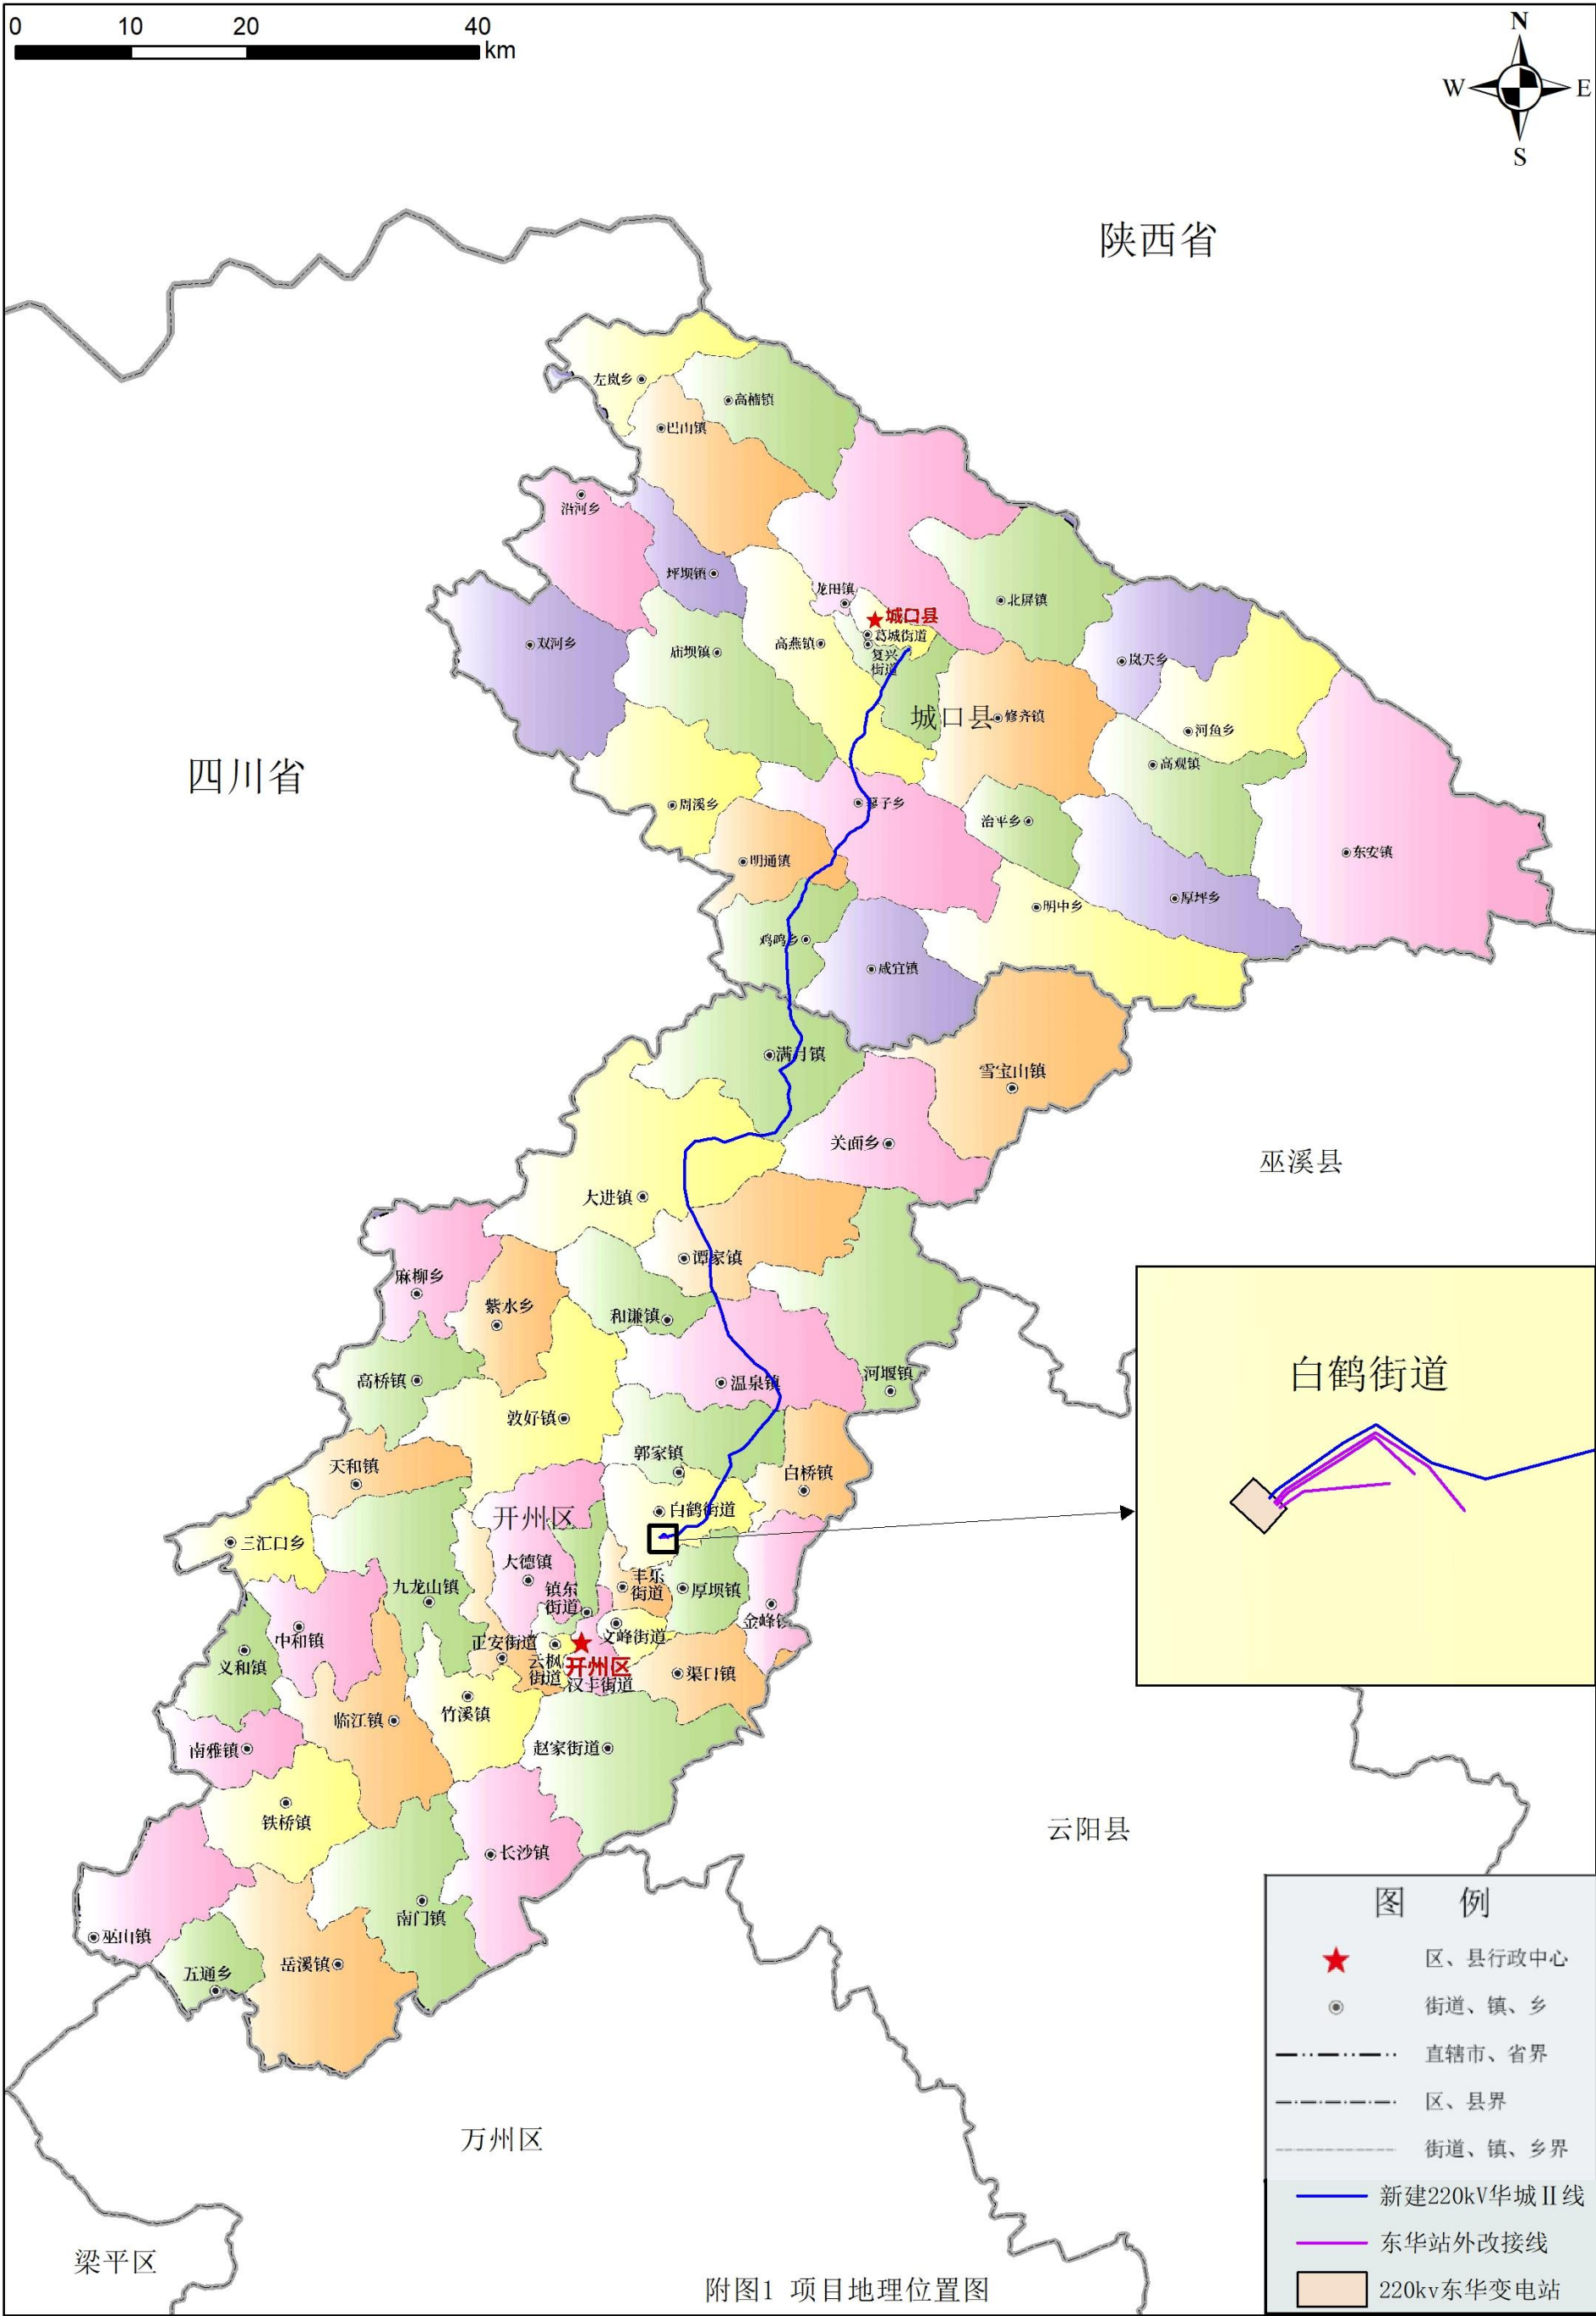 0 10 20 40
km
N
W E
S
陕西省
左岚乡
高楠镇
巴山镇
沿河乡
坪坝镇
龙田镇
北屏镇
城口县
葛城街道
双河乡
庙坝镇
高燕镇
复兴
街道
岚天乡
城口县
修齐镇
河鱼乡
四川省
高观镇
周溪乡
蓼子乡
治平乡
明通镇
东安镇
厚坪乡
明中乡
鸡鸣乡
咸宜镇
满月镇
雪宝山镇
关面乡
巫溪县
大进镇
谭家镇
麻柳乡
紫水乡
和谦镇
高桥镇
温泉镇
河堰镇
白鹤街道
敦好镇
郭家镇
天和镇
白桥镇
开州区
白鹤街道
三汇口乡
大德镇
九龙山镇
镇东
街道
丰乐
街道
厚坝镇
金峰镇
中和镇
正安街道
文峰街道
义和镇
云枫
街道
开州区
汉丰街道
渠口镇
竹溪镇
临江镇
南雅镇
赵家街道
铁桥镇
云阳县
长沙镇
南门镇
巫山镇
岳溪镇
五通乡
万州区
梁平区
图 例
区、县行政中心
街道、镇、乡
直辖市、省界
区、县界
街道、镇、乡界
新建220kV华城Ⅱ线
东华站外改接线
220kv东华变电站
附图1 项目地理位置图